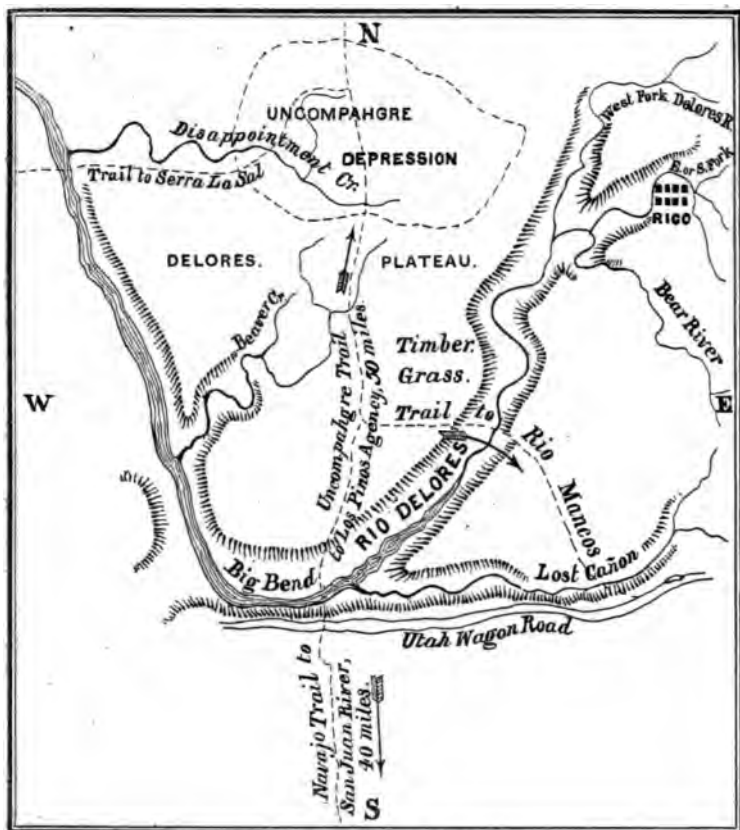 N
UNCOMPAHGRE
DEPRESSION
Disappointment Cr.
Trail to Serra La Sal
West Fork Delores R.
E. or S. Fork
RICO
DELORES.
PLATEAU.
Beaver Cr.
Bear River
Timber.
Grass.
W
E
Trail to
Rio
Mancos
Uncompahgre Trail
to Los Pinos Agency, 50 miles.
RIO DELORES
Big Bend
Lost Cañon
Utah Wagon Road
Navajo Trail to
San Juan River,
40 miles.
S